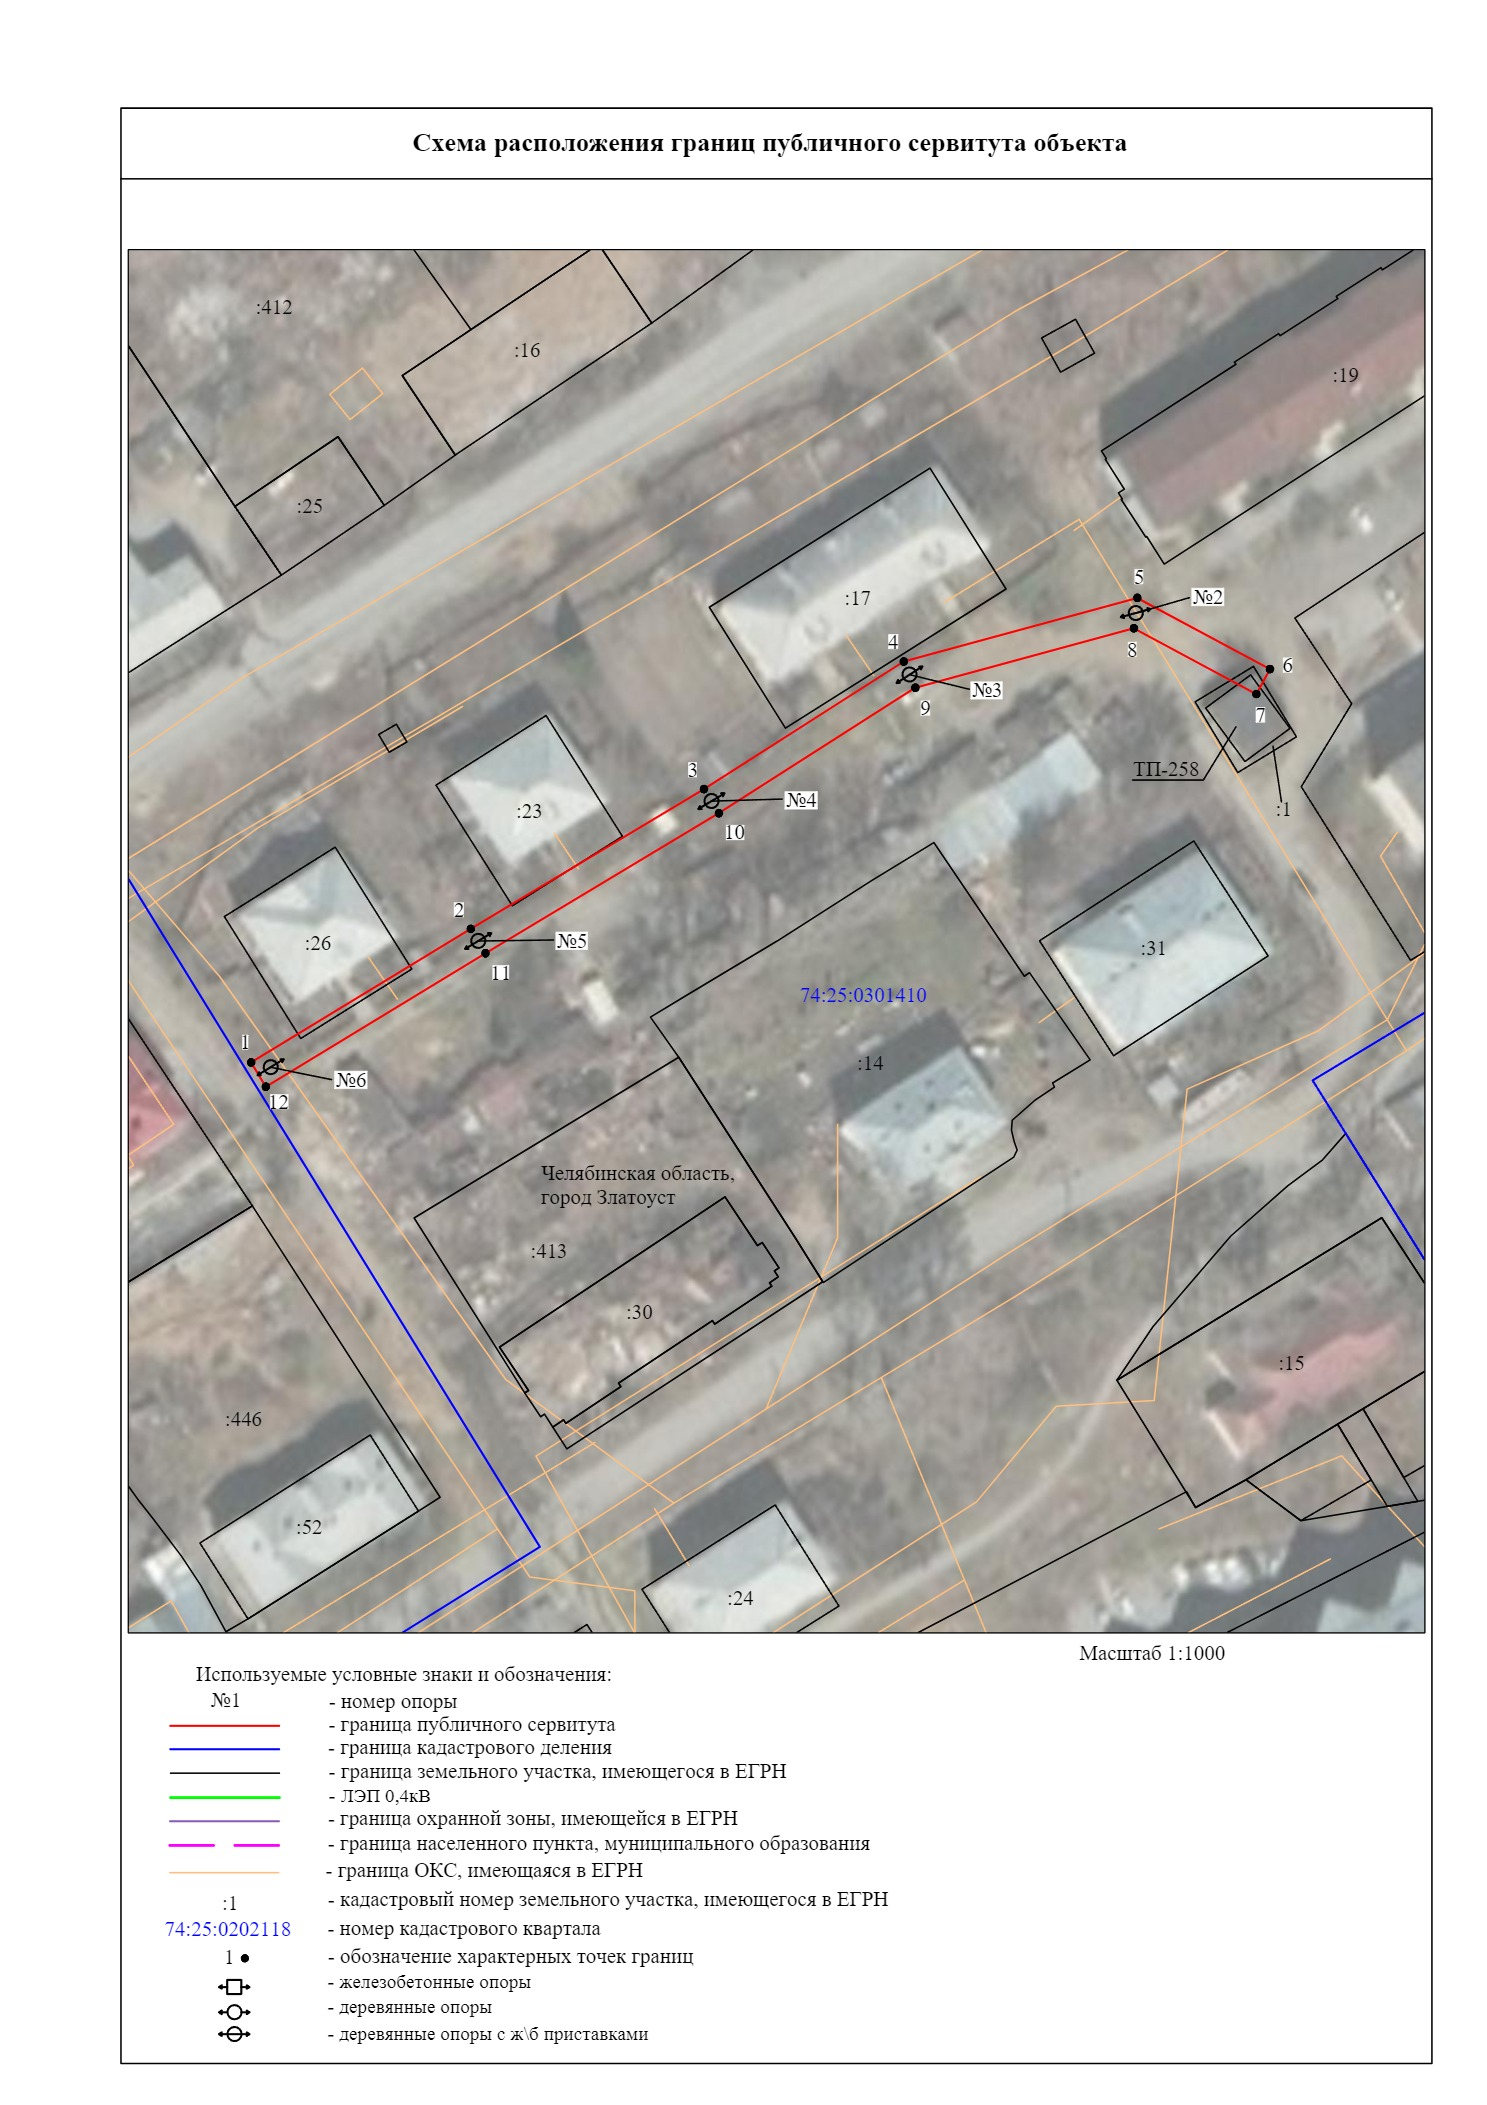 Схема расположения границ публичного сервитута объекта
:412
:16
:19
:25
5
№2
:17
4
8
6
№3
9
7
3
ТП-258
№4
:1
:23
10
2
№5
:26
:31
11
74:25:0301410
1
:14
№6
12
Челябинская область,
город Златоуст
:413
:30
:15
:446
:52
:24
Масштаб 1:1000
Используемые условные знаки и обозначения:
№1 - номер опоры
- граница публичного сервитута
- граница кадастрового деления
- граница земельного участка, имеющегося в ЕГРН
- ЛЭП 0,4кВ
- граница охранной зоны, имеющейся в ЕГРН
- граница населенного пункта, муниципального образования
- граница ОКС, имеющаяся в ЕГРН
:1 - кадастровый номер земельного участка, имеющегося в ЕГРН
74:25:0202118 - номер кадастрового квартала
1 - обозначение характерных точек границ
- железобетонные опоры
- деревянные опоры
- деревянные опоры с ж\б приставками